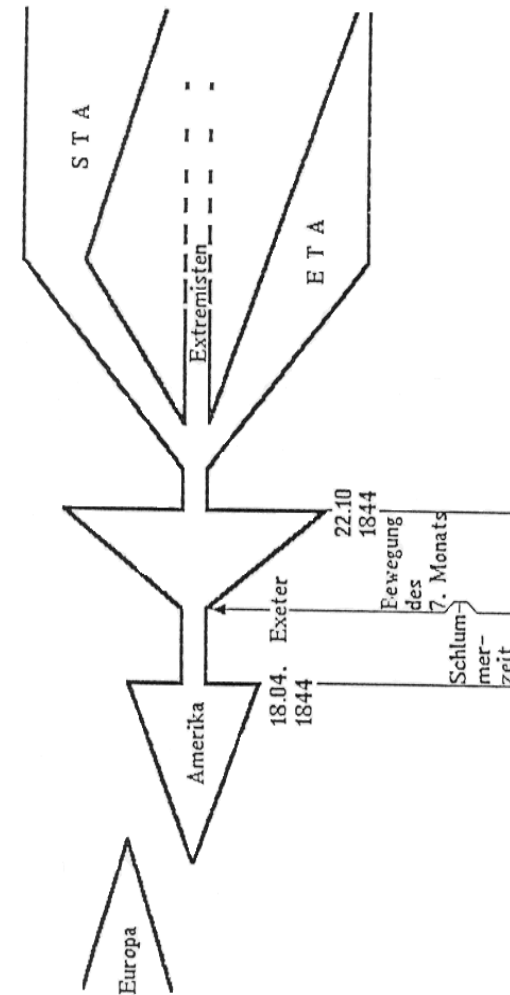 Europa
Amerika
18.04.
1844
Exeter
Schlum
mer-
zeit
Bewegung
des
7. Monats
22.10
1844
Extremisten
S T A
E T A